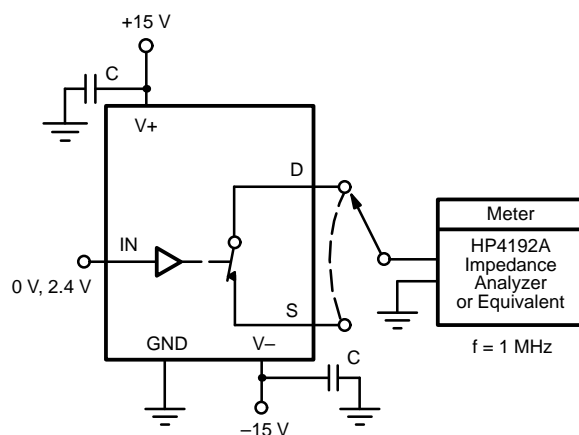 +15 V
C
V+
D
Meter
IN
HP4192A
Impedance
Analyzer
or Equivalent
0 V, 2.4 V
S
GND
V–
C
f = 1 MHz
–15 V